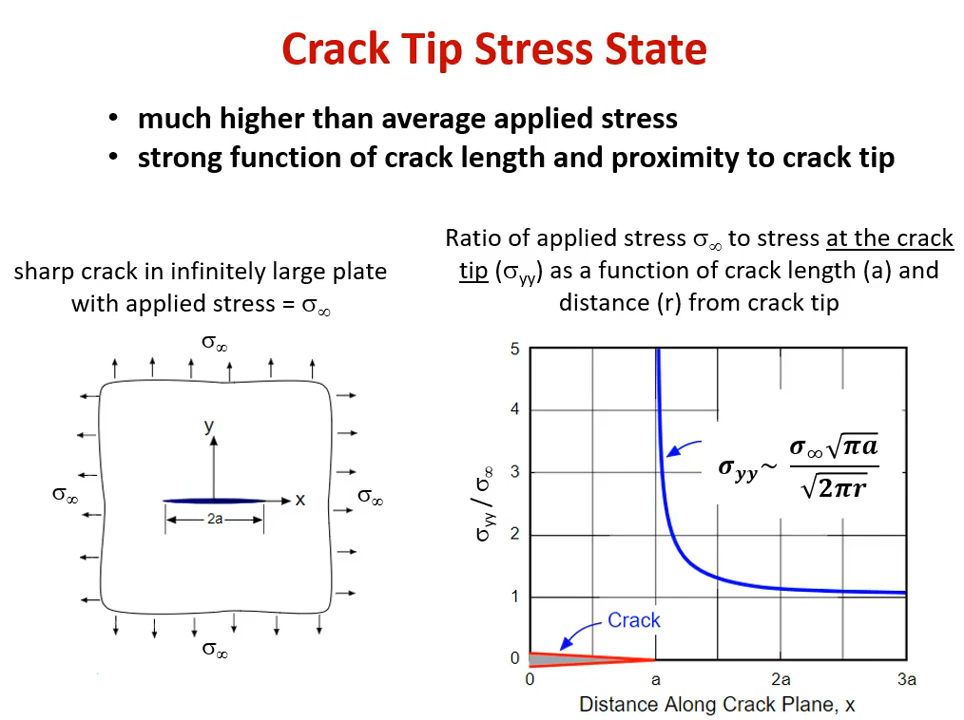 Crack Tip Stress State
• much higher than average applied stress
• strong function of crack length and proximity to crack tip
sharp crack in infinitely large plate
with applied stress = σ∞
Ratio of applied stress σ∞ to stress at the crack
tip (σyy) as a function of crack length (a) and
distance (r) from crack tip
σ∞
y
x
2a
σ∞
σ∞
σ∞
σyy / σ∞
5
4
3
2
1
0
σyy~ σ∞√πa / √2πr
Crack
0 a 2a 3a
Distance Along Crack Plane, x